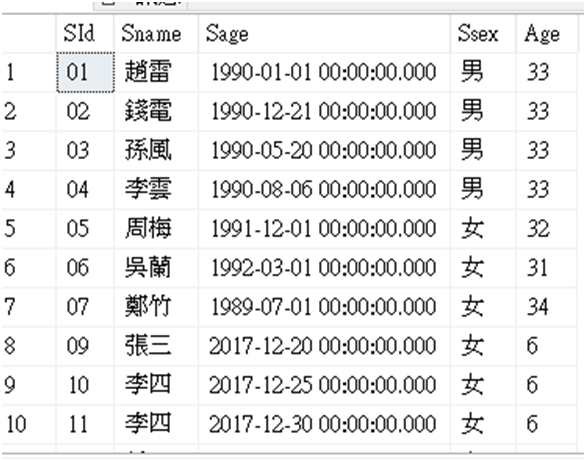 SId Sname Sage Ssex Age
1 01 趙雷 1990-01-01 00:00:00.000 男 33
2 02 錢電 1990-12-21 00:00:00.000 男 33
3 03 孫風 1990-05-20 00:00:00.000 男 33
4 04 李雲 1990-08-06 00:00:00.000 男 33
5 05 周梅 1991-12-01 00:00:00.000 女 32
6 06 吳蘭 1992-03-01 00:00:00.000 女 31
7 07 鄭竹 1989-07-01 00:00:00.000 女 34
8 09 張三 2017-12-20 00:00:00.000 女 6
9 10 李四 2017-12-25 00:00:00.000 女 6
10 11 李四 2017-12-30 00:00:00.000 女 6